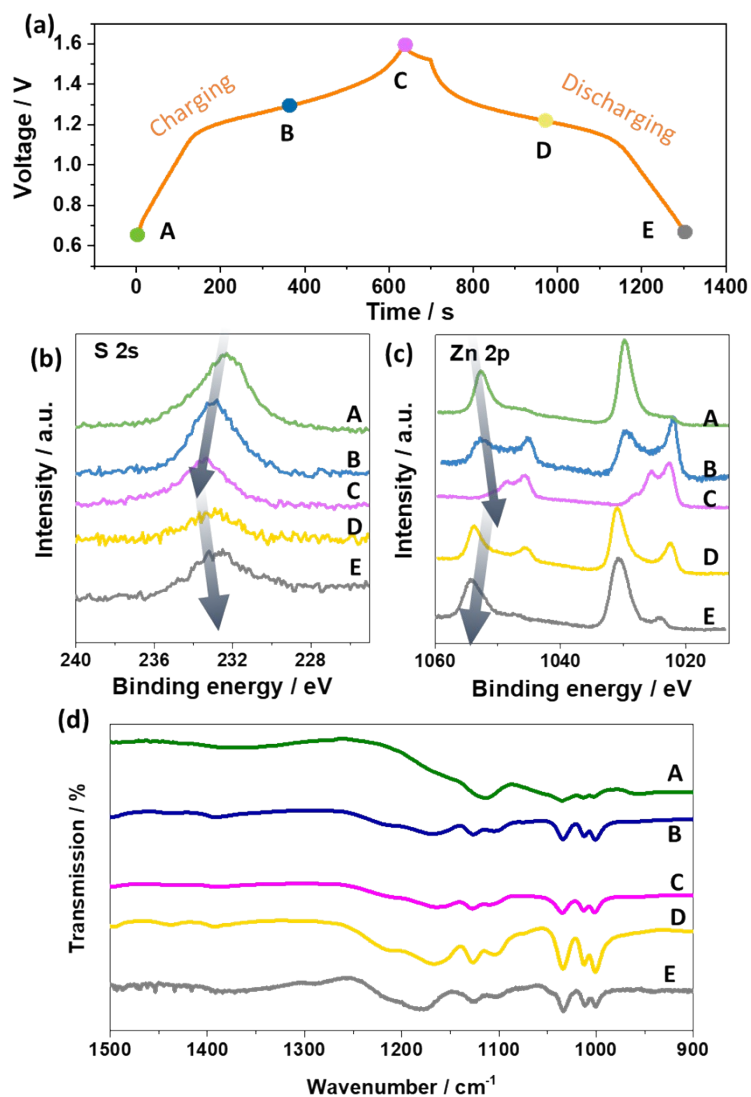 (a)
Voltage / V
1.6
1.4
1.2
1.0
0.8
0.6
Charging
Discharging
A
B
C
D
E
0
200
400
600
800
1000
1200
1400
Time / s
(b)
S 2s
Intensity / a.u.
A
B
C
D
E
240
236
232
228
Binding energy / eV
(c)
Zn 2p
Intensity / a.u.
A
B
C
D
E
1060
1040
1030
1020
Binding energy / eV
(d)
Transmission / %
A
B
C
D
E
1500
1400
1300
1200
1100
1000
900
Wavenumber / cm-1